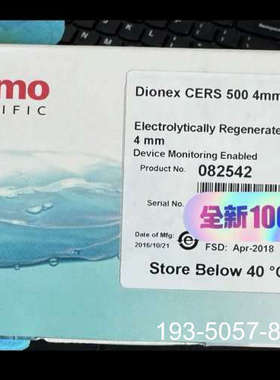 mo
IFIC
Dionex CERS 500 4mm
Electrolytically Regenerate
4 mm
Device Monitoring Enabled
Product No. 082542
Serial No.
全新100
Date of Mfg:
2016/10/21
FSD: Apr-2018
Store Below 40 °
193-5057-8